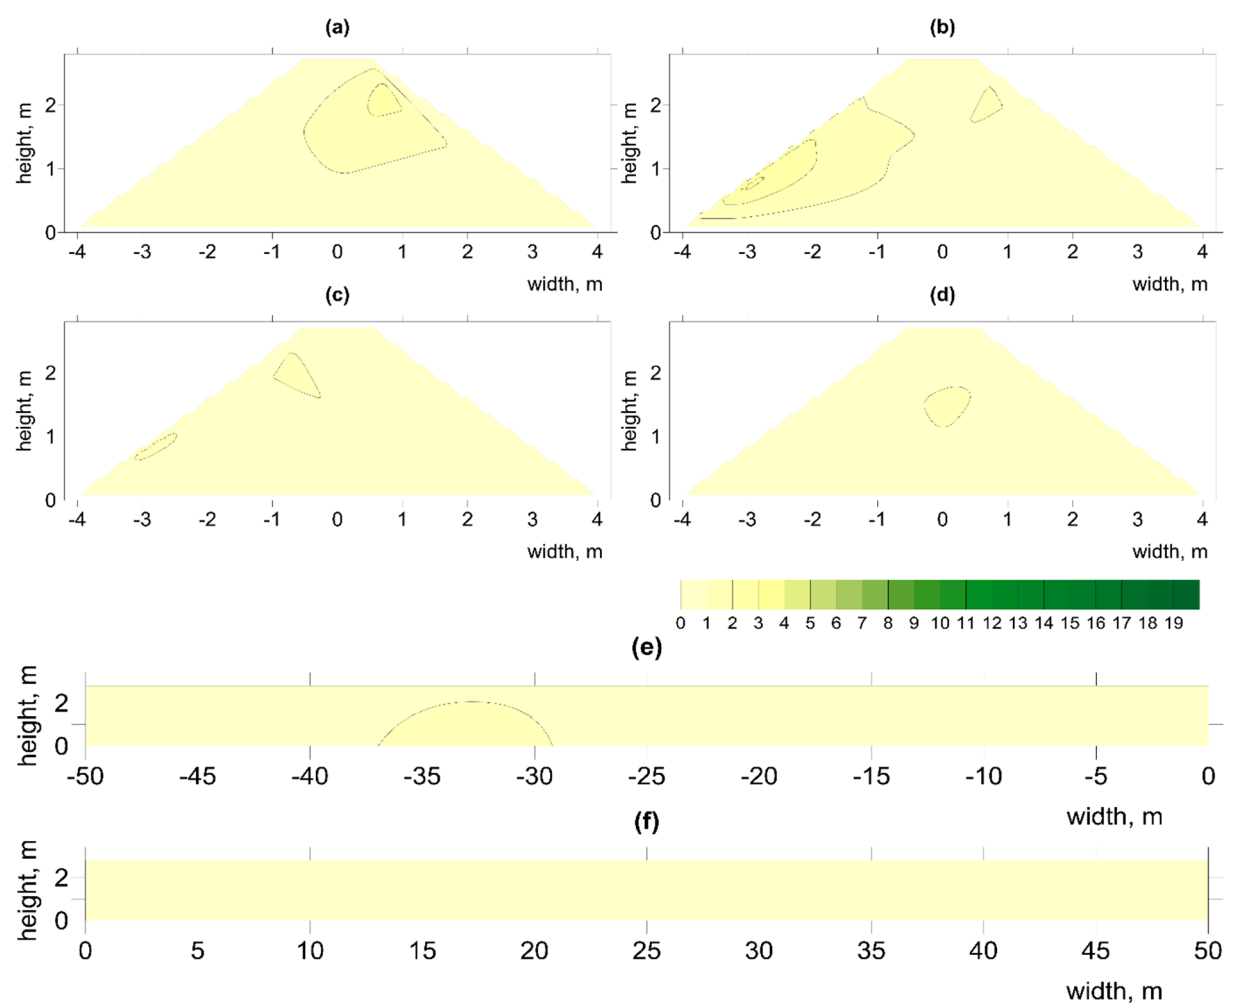 (a) (b)
height, m 2 1 0 height, m 2 1 0
-4 -3 -2 -1 0 1 2 3 4 -4 -3 -2 -1 0 1 2 3 4
width, m width, m
(c) (d)
height, m 2 1 0 height, m 2 1 0
-4 -3 -2 -1 0 1 2 3 4 -4 -3 -2 -1 0 1 2 3 4
width, m width, m
0 1 2 3 4 5 6 7 8 9 10 11 12 13 14 15 16 17 18 19
(e)
height, m 2 0
-50 -45 -40 -35 -30 -25 -20 -15 -10 -5 0
width, m
(f)
height, m 2 0
0 5 10 15 20 25 30 35 40 45 50
width, m